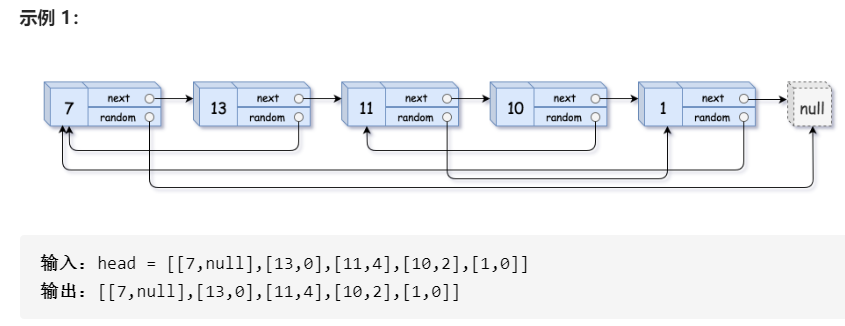 示例 1：
7 next random 13 next random 11 next random 10 next random 1 next random null
输入：head = [[7,null],[13,0],[11,4],[10,2],[1,0]]
输出：[[7,null],[13,0],[11,4],[10,2],[1,0]]